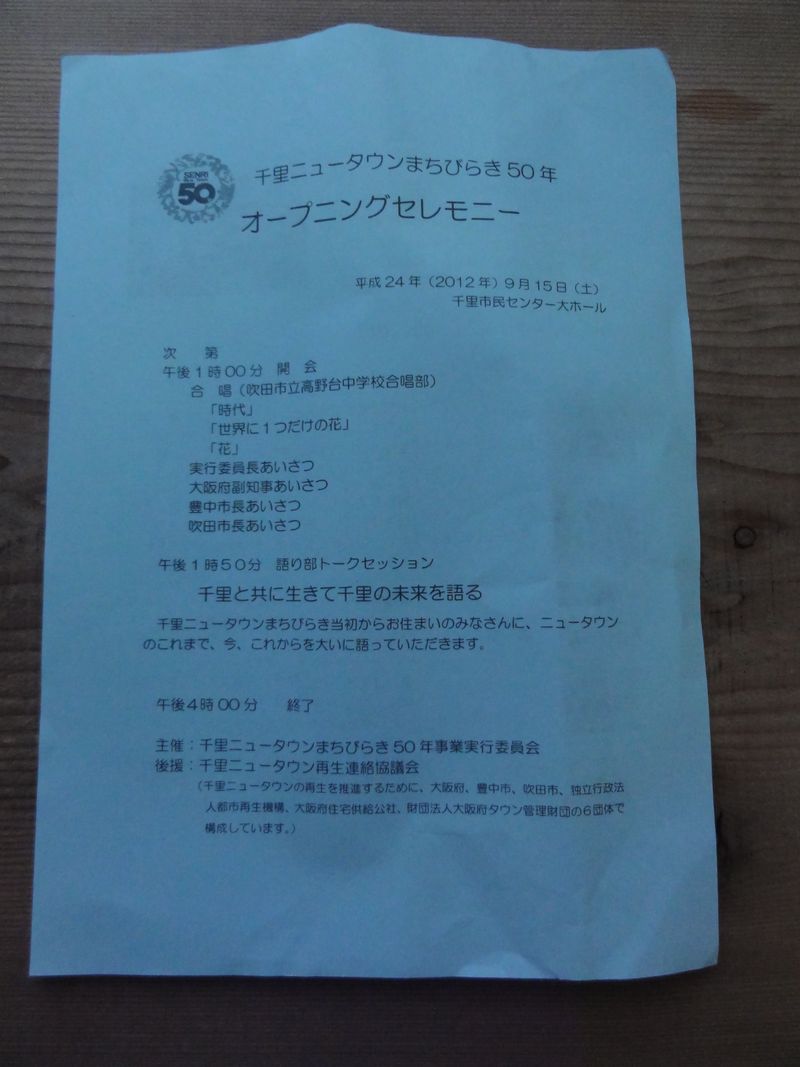 SENRI
50
千里ニュータウンまちびらき50年
オープニングセレモニー
平成24年（2012年）9月15日（土）
千里市民センター大ホール
次　第
午後1時00分　開　会
合　唱（吹田市立高野台中学校合唱部）
「時代」
「世界に1つだけの花」
「花」
実行委員長あいさつ
大阪府副知事あいさつ
豊中市長あいさつ
吹田市長あいさつ
午後1時50分　語り部トークセッション
千里と共に生きて千里の未来を語る
千里ニュータウンまちびらき当初からお住まいのみなさんに、ニュータウン
のこれまで、今、これからを大いに語っていただきます。
午後4時00分　終了
主催：千里ニュータウンまちびらき50年事業実行委員会
後援：千里ニュータウン再生連絡協議会
（千里ニュータウンの再生を推進するために、大阪府、豊中市、吹田市、独立行政法
人都市再生機構、大阪府住宅供給公社、財団法人大阪府タウン管理財団の6団体で
構成しています。）